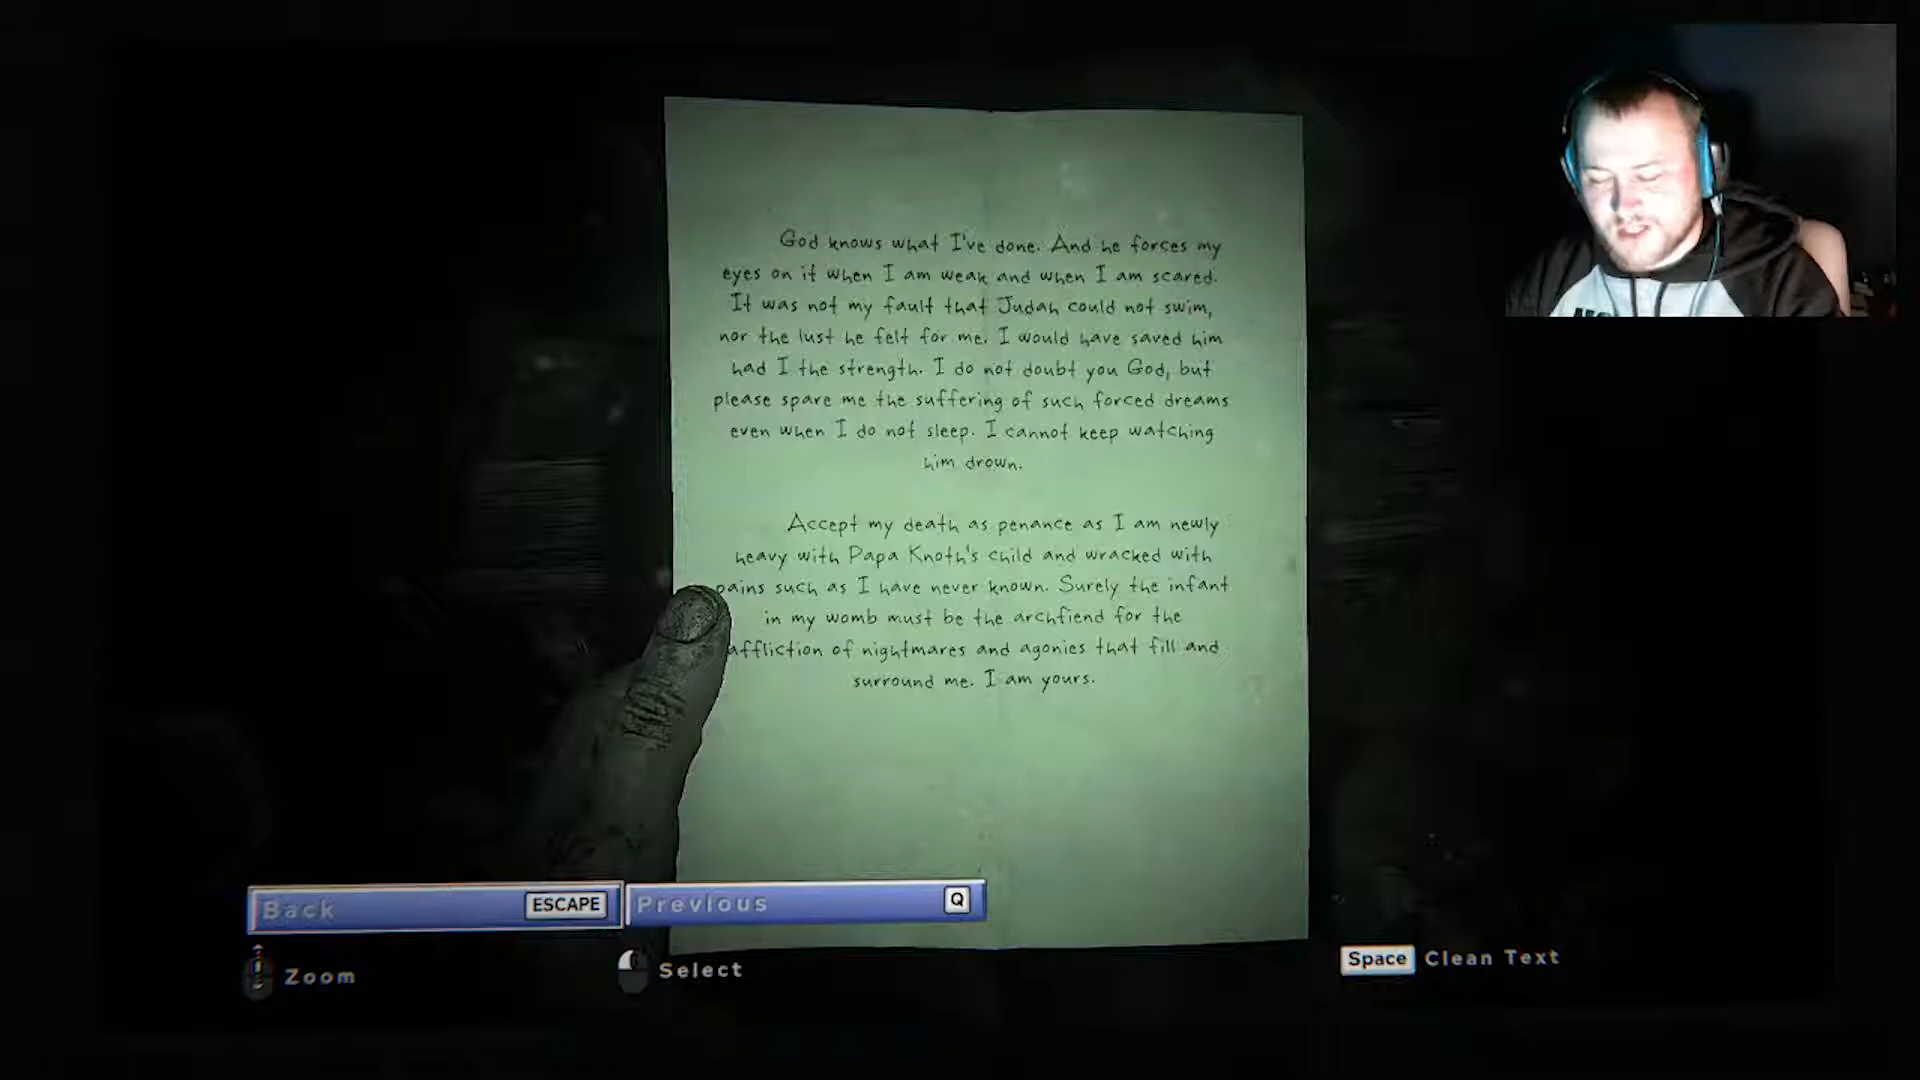 God knows what I've done. And he forces my
eyes on it when I am weak and when I am scared.
It was not my fault that Judah could not swim,
nor the lust he felt for me. I would have saved him
had I the strength. I do not doubt you God, but
please spare me the suffering of such forced dreams
even when I do not sleep. I cannot keep watching
him drown.
Accept my death as penance as I am newly
heavy with Papa Knoth's child and wracked with
pains such as I have never known. Surely the infant
in my womb must be the archfiend for the
affliction of nightmares and agonies that fill and
surround me. I am yours.
Back ESCAPE Previous Q
Zoom Select Space Clean Text